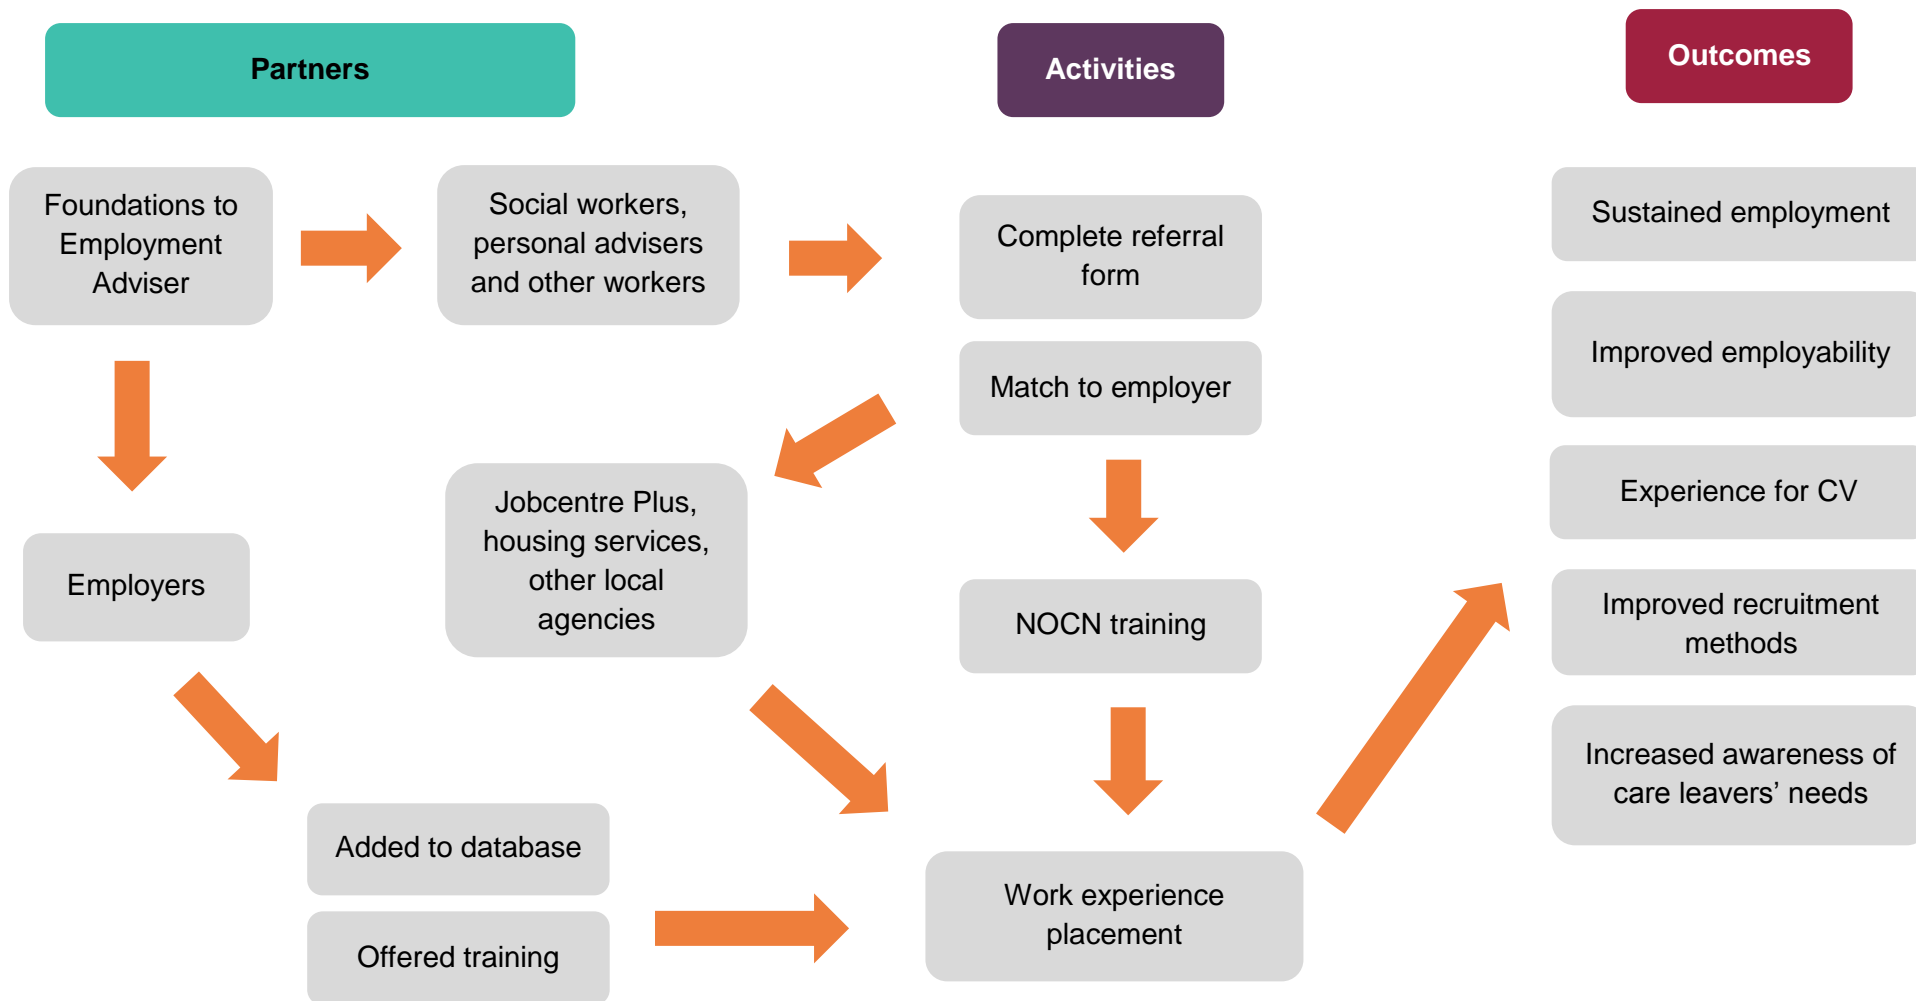 Partners
Activities
Outcomes
Foundations to
Employment
Adviser
Social workers,
personal advisers
and other workers
Complete referral
form
Match to employer
Jobcentre Plus,
housing services,
other local
agencies
Employers
NOCN training
Added to database
Offered training
Work experience
placement
Sustained employment
Improved employability
Experience for CV
Improved recruitment
methods
Increased awareness of
care leavers’ needs